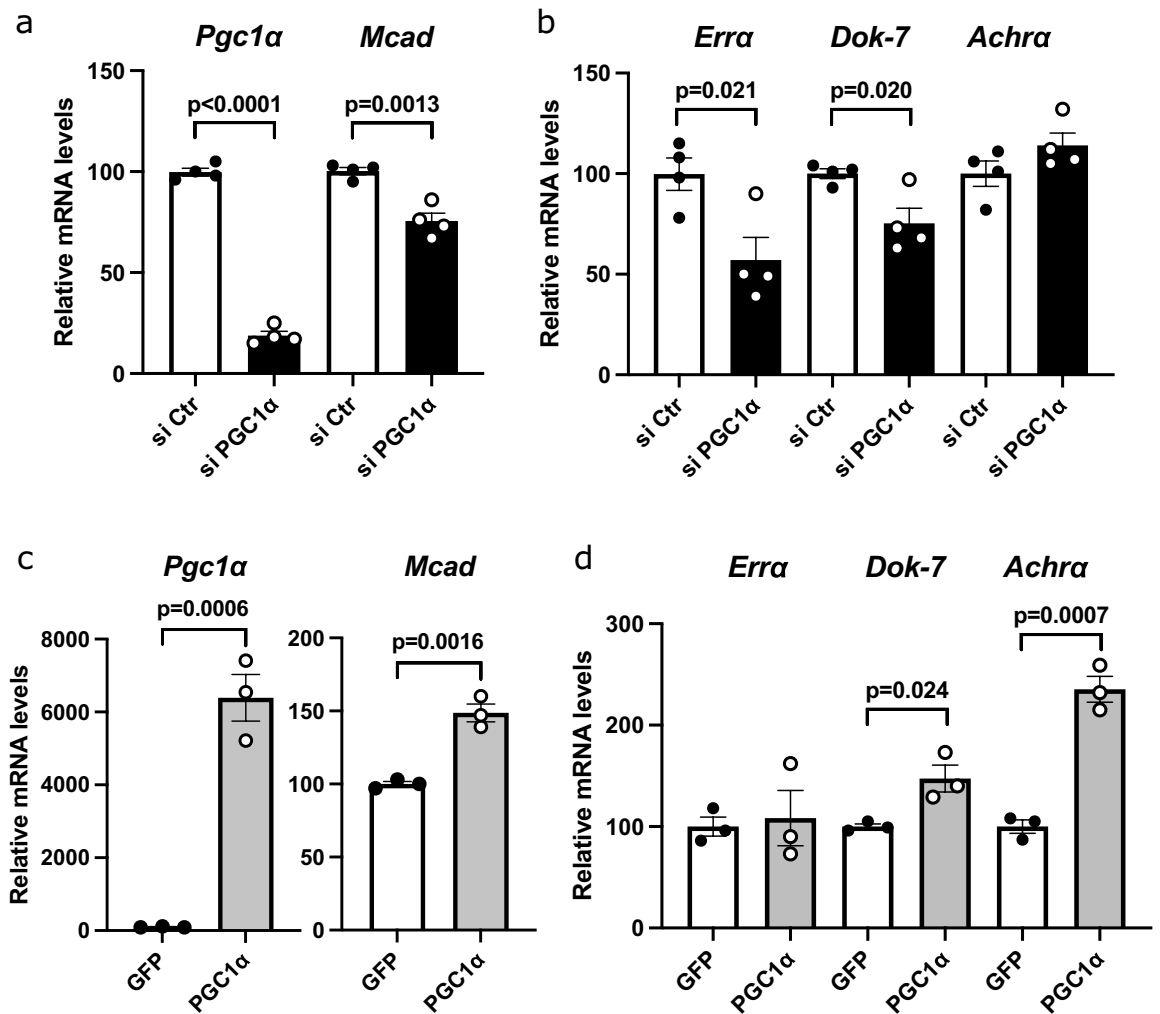 a
Pgc1α Mcad
Relative mRNA levels
150
100
50
0
p<0.0001 p=0.0013
si Ctr si PGC1α si Ctr si PGC1α
b
Errα Dok-7 Achrα
Relative mRNA levels
150
100
50
0
p=0.021 p=0.020
si Ctr si PGC1α si Ctr si PGC1α si Ctr si PGC1α
c
Pgc1α Mcad
Relative mRNA levels
8000
6000
4000
2000
0
p=0.0006
GFP PGC1α
200
150
100
50
0
p=0.0016
GFP PGC1α
d
Errα Dok-7 Achrα
Relative mRNA levels
300
200
100
0
p=0.024 p=0.0007
GFP PGC1α GFP PGC1α GFP PGC1α